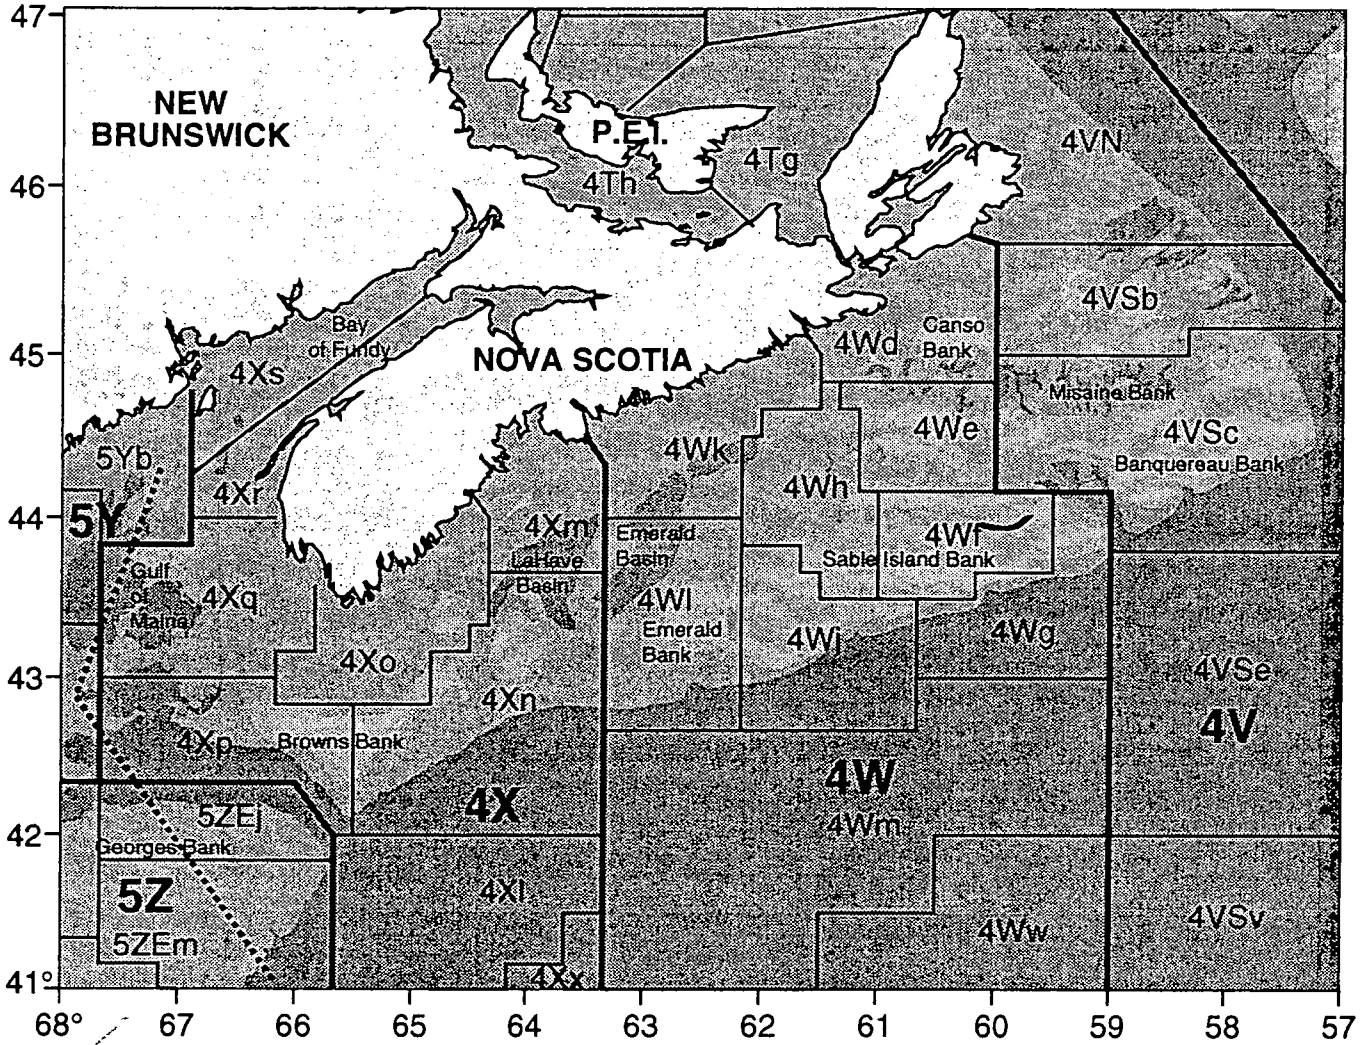 47
NEW
BRUNSWICK
P.E.I.
4Th
4Tg
4VN
46
4VSb
Bay
of Fundy
4Xs
45
NOVA SCOTIA
4Wd
Canso
Bank
Misaine Bank
4VSc
Banquereau Bank
5Yb
4Xr
4Wk
4We
4Wh
44
5Y
4Xm
LaHave
Basin
Emerald
Basin
4Wf
Sable Island Bank
Gulf
of
Maine
4Xq
4Wl
Emerald
Bank
4Wj
4Wg
43
4Xo
4Xn
4VSe
4V
4Xp
Browns Bank
4X
4W
4Wm
5ZEj
42
Georges Bank
5Z
4Xl
5ZEm
4Ww
4VSv
4Xx
41°
68° 67 66 65 64 63 62 61 60 59 58 57